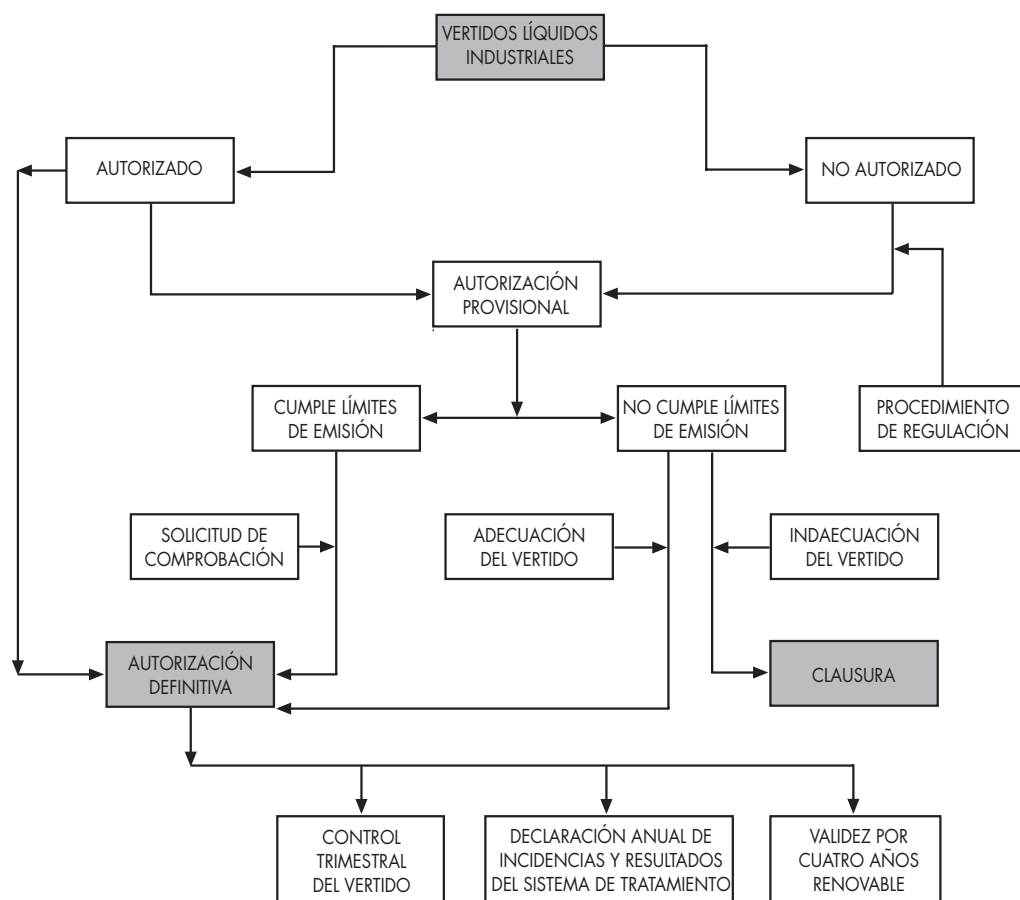 VERTIDOS LÍQUIDOS
INDUSTRIALES
AUTORIZADO
NO AUTORIZADO
AUTORIZACIÓN
PROVISIONAL
CUMPLE LÍMITES
DE EMISIÓN
NO CUMPLE LÍMITES
DE EMISIÓN
PROCEDIMIENTO
DE REGULACIÓN
SOLICITUD DE
COMPROBACIÓN
ADECUACIÓN
DEL VERTIDO
INDAECUACIÓN
DEL VERTIDO
AUTORIZACIÓN
DEFINITIVA
CLAUSURA
CONTROL
TRIMESTRAL
DEL VERTIDO
DECLARACIÓN ANUAL DE
INCIDENCIAS Y RESULTADOS
DEL SISTEMA DE TRATAMIENTO
VALIDEZ POR
CUATRO AÑOS
RENOVABLE